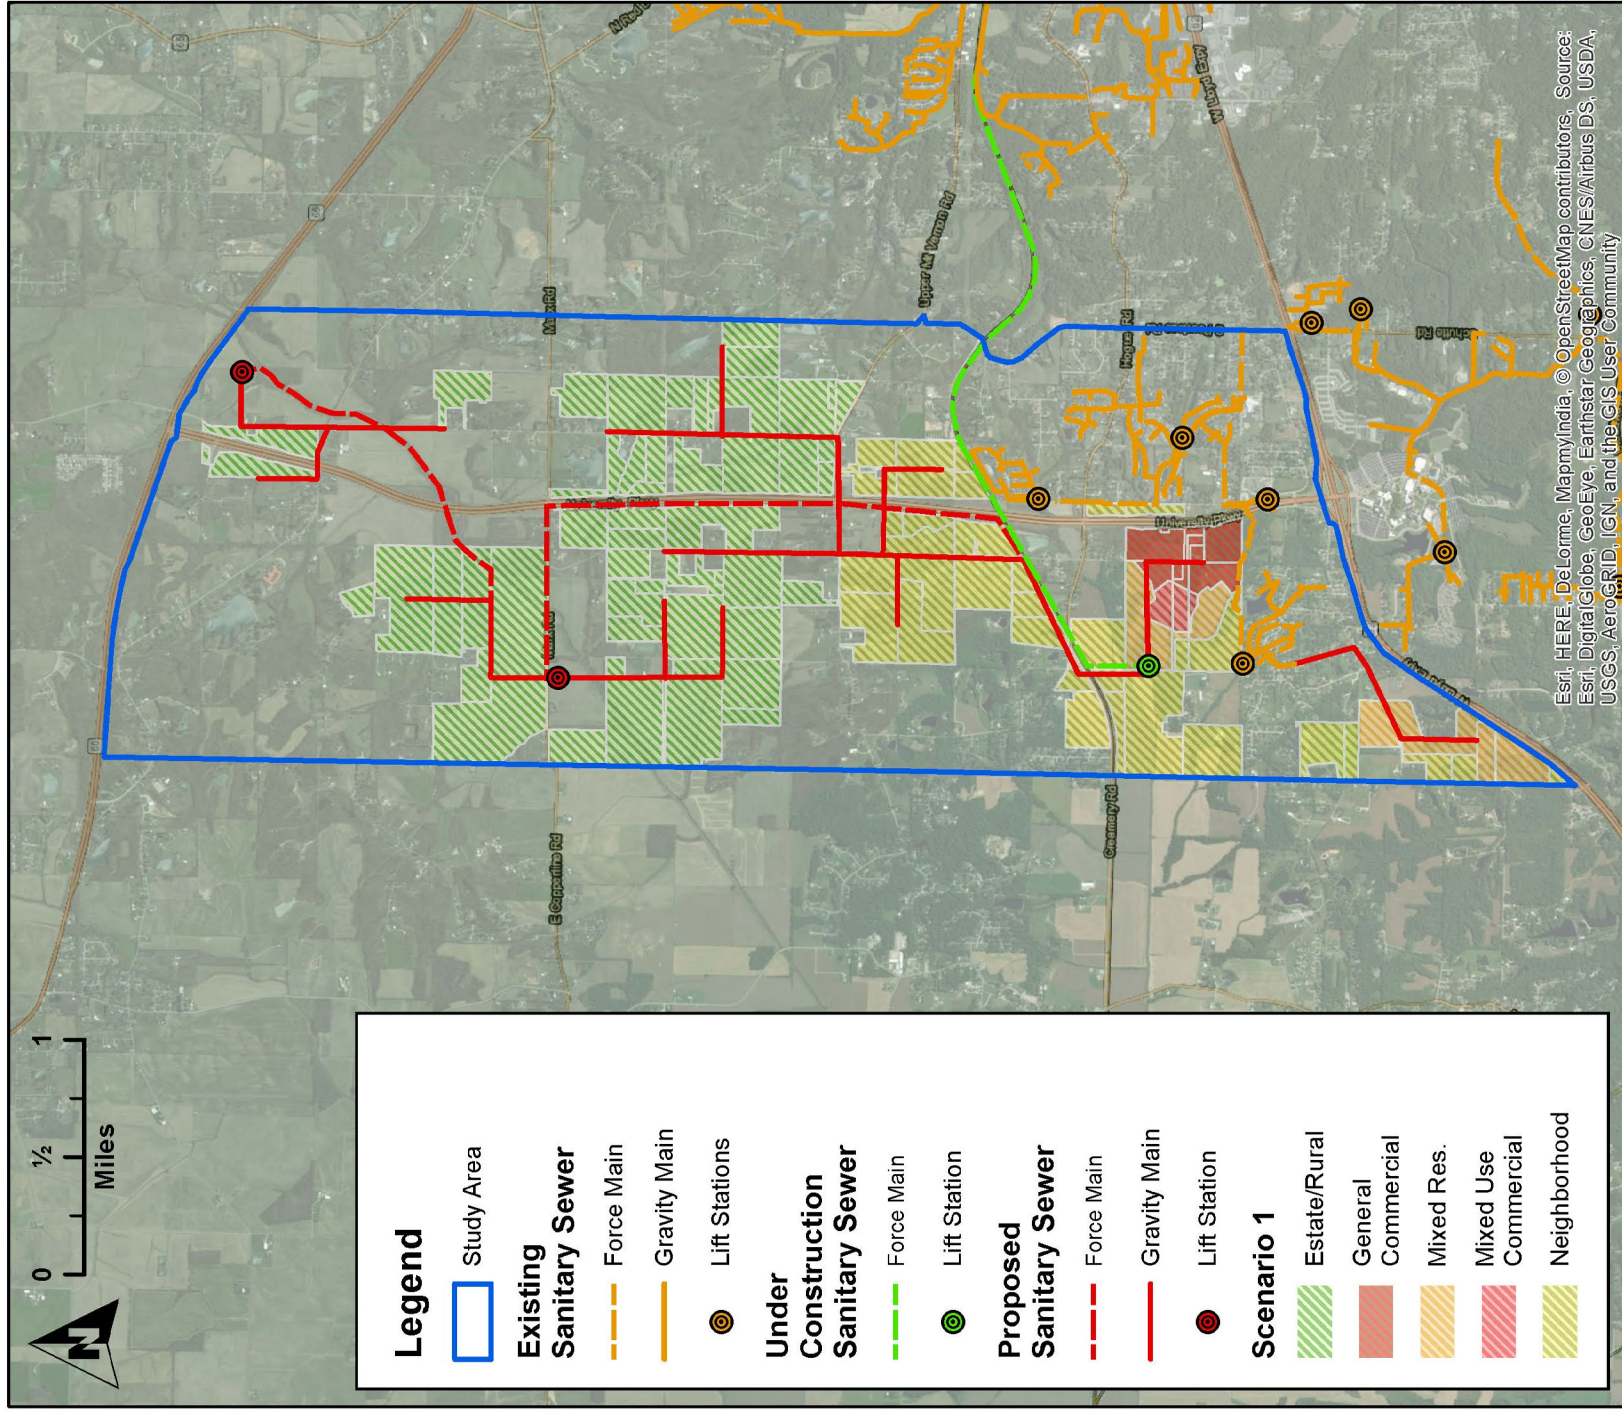 N
0 ½ 1
Miles
Legend
Study Area
Existing
Sanitary Sewer
Force Main
Gravity Main
Lift Stations
Under
Construction
Sanitary Sewer
Force Main
Lift Station
Proposed
Sanitary Sewer
Force Main
Gravity Main
Lift Station
Scenario 1
Estate/Rural
General
Commercial
Mixed Res.
Mixed Use
Commercial
Neighborhood
E Copperline Rd
Creamery Rd
Upper Mt Vernon Rd
Hogue Rd
University Pkwy
W Lloyd Expy
Esri, HERE, DeLorme, MapmyIndia, © OpenStreetMap contributors, Source:
Esri, DigitalGlobe, GeoEye, Earthstar Geographics, CNES/Airbus DS, USDA,
USGS, AeroGRID, IGN, and the GIS User Community